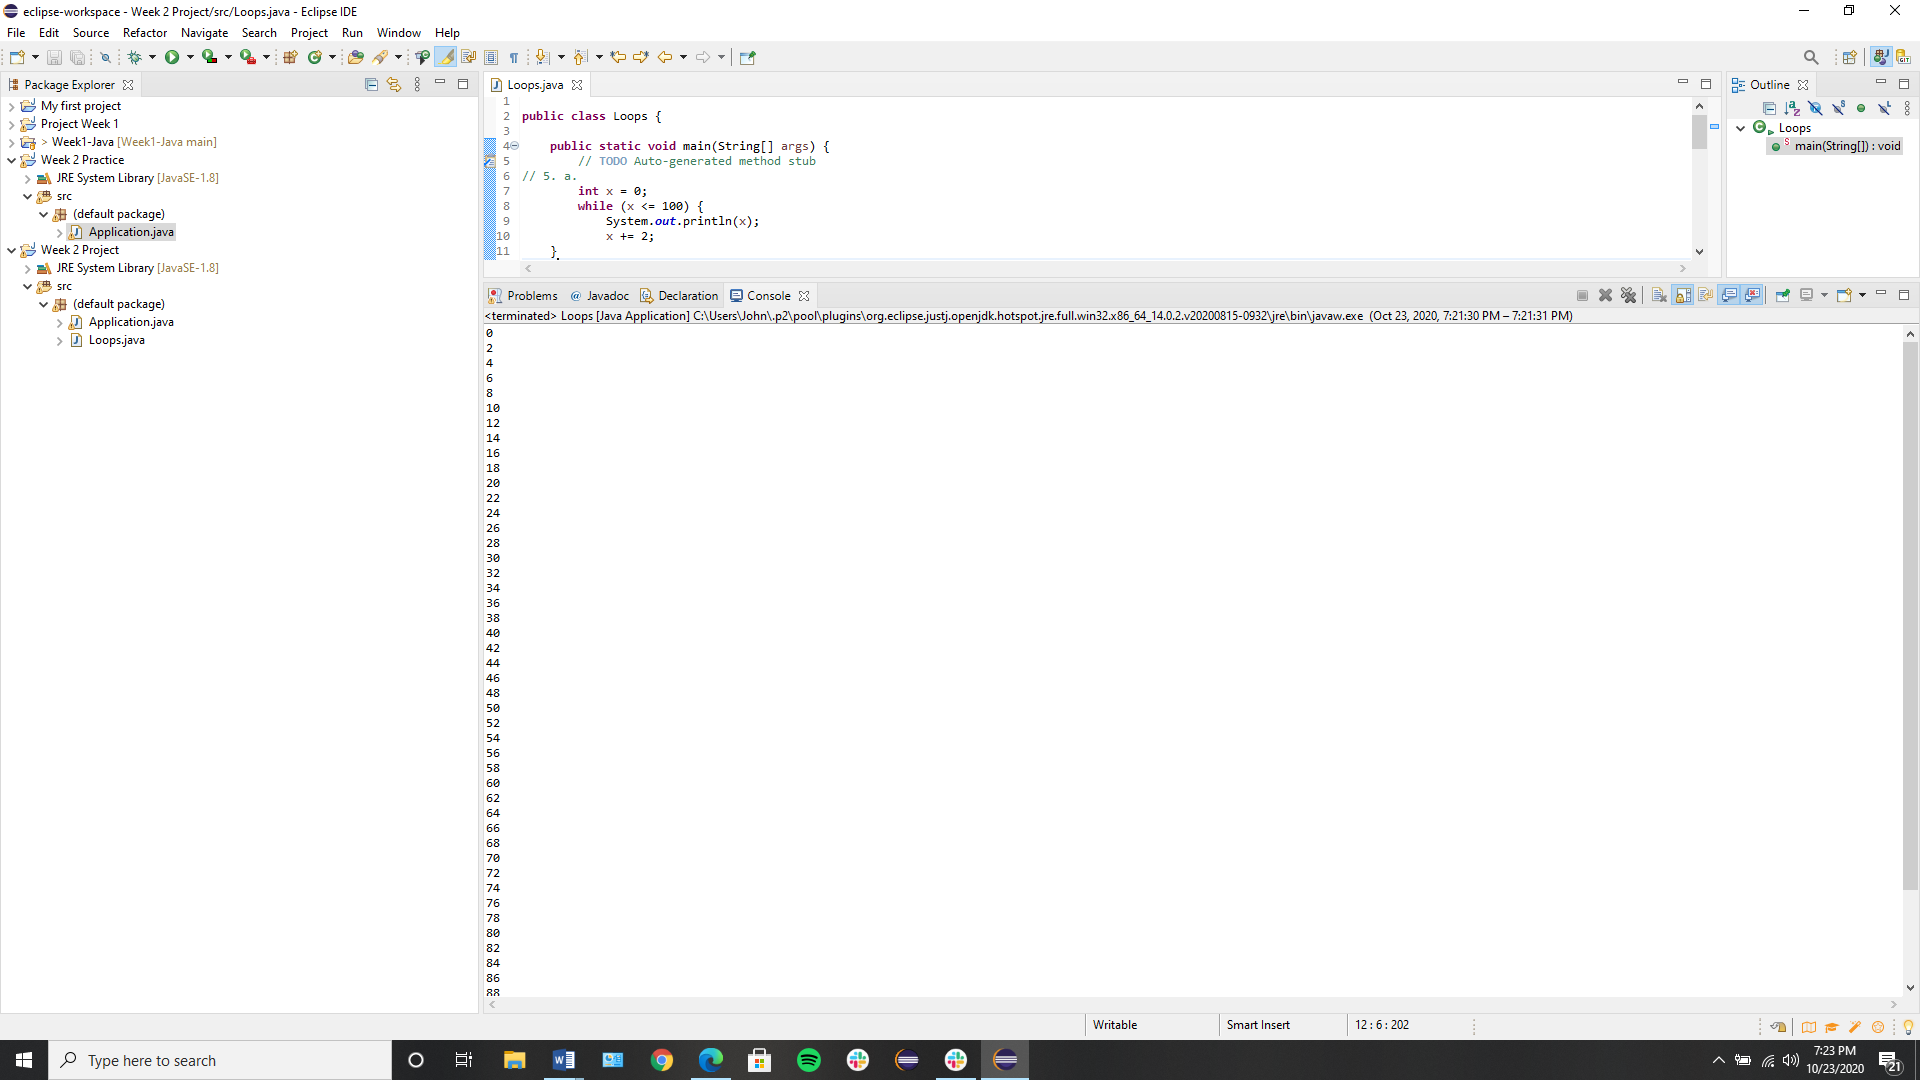 eclipse-workspace - Week 2 Project/src/Loops.java - Eclipse IDE
File Edit Source Refactor Navigate Search Project Run Window Help
Package Explorer
My first project
Project Week 1
> Week1-Java [Week1-Java main]
Week 2 Practice
JRE System Library [JavaSE-1.8]
src
(default package)
Application.java
Week 2 Project
JRE System Library [JavaSE-1.8]
src
(default package)
Application.java
Loops.java
Loops.java
1
2 public class Loops {
3
4 public static void main(String[] args) {
5 // TODO Auto-generated method stub
6 // 5. a.
7 int x = 0;
8 while (x <= 100) {
9 System.out.println(x);
10 x += 2;
11 }
Outline
Loops
main(String[]) : void
Problems @ Javadoc Declaration Console
<terminated> Loops [Java Application] C:\Users\John\.p2\pool\plugins\org.eclipse.justj.openjdk.hotspot.jre.full.win32.x86_64_14.0.2.v20200815-0932\jre\bin\javaw.exe (Oct 23, 2020, 7:21:30 PM – 7:21:31 PM)
0
2
4
6
8
10
12
14
16
18
20
22
24
26
28
30
32
34
36
38
40
42
44
46
48
50
52
54
56
58
60
62
64
66
68
70
72
74
76
78
80
82
84
86
88
Writable Smart Insert 12 : 6 : 202
Type here to search
7:23 PM
10/23/2020
21